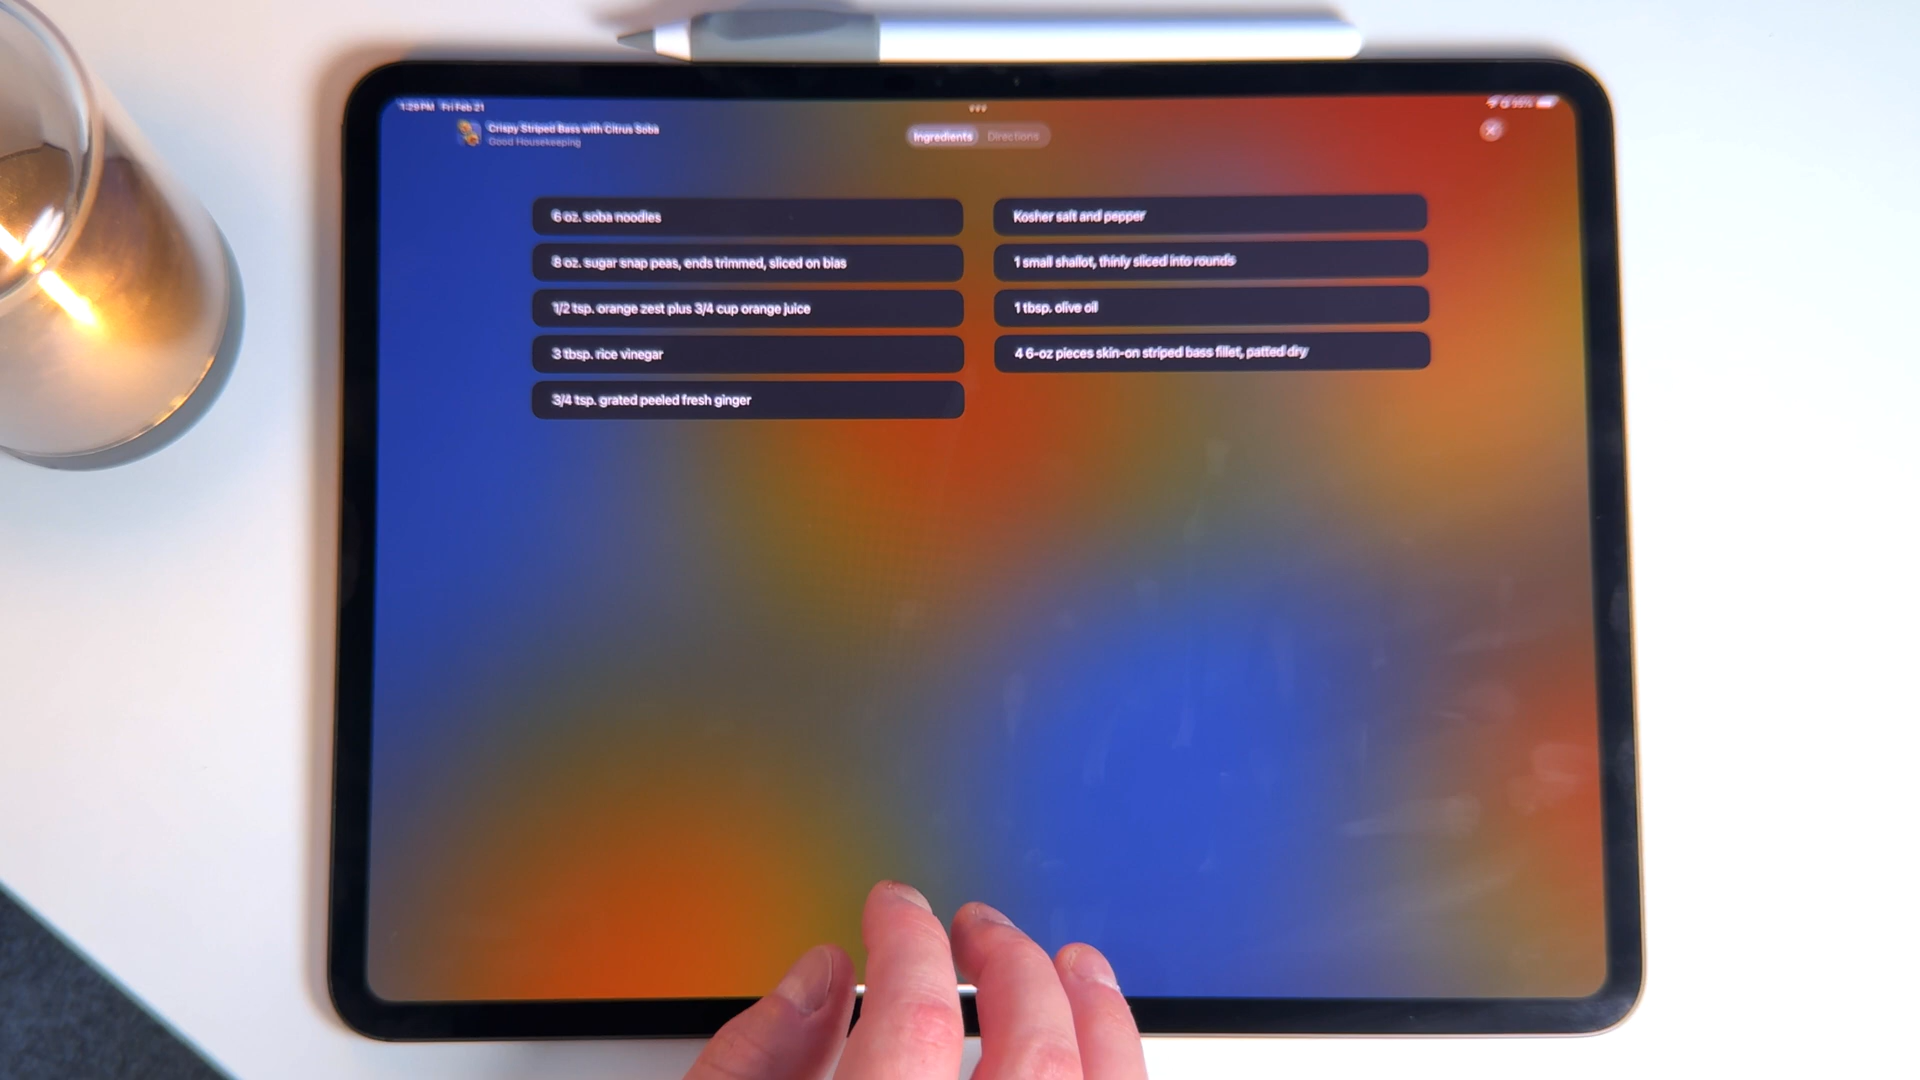 1:29 PM Fri Feb 21
95%
Crispy Striped Bass with Citrus Soba
Good Housekeeping
Ingredients
Directions
6 oz. soba noodles
8 oz. sugar snap peas, ends trimmed, sliced on bias
1/2 tsp. orange zest plus 3/4 cup orange juice
3 tbsp. rice vinegar
3/4 tsp. grated peeled fresh ginger
Kosher salt and pepper
1 small shallot, thinly sliced into rounds
1 tbsp. olive oil
4 6-oz pieces skin-on striped bass fillet, patted dry